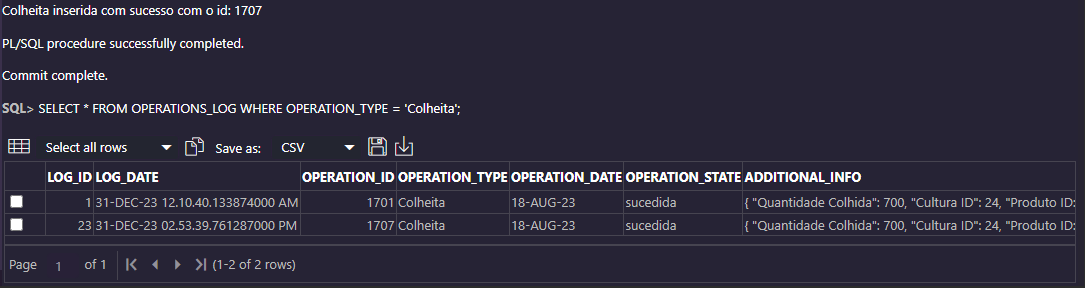 Colheita inserida com sucesso com o id: 1707
PL/SQL procedure successfully completed.
Commit complete.
SQL> SELECT * FROM OPERATIONS_LOG WHERE OPERATION_TYPE = 'Colheita';
Select all rows Save as: CSV
LOG_ID LOG_DATE OPERATION_ID OPERATION_TYPE OPERATION_DATE OPERATION_STATE ADDITIONAL_INFO
1 31-DEC-23 12.10.40.133874000 AM 1701 Colheita 18-AUG-23 sucedida { "Quantidade Colhida": 700, "Cultura ID": 24, "Produto ID:
23 31-DEC-23 02.53.39.761287000 PM 1707 Colheita 18-AUG-23 sucedida { "Quantidade Colhida": 700, "Cultura ID": 24, "Produto ID:
Page 1 of 1 (1-2 of 2 rows)